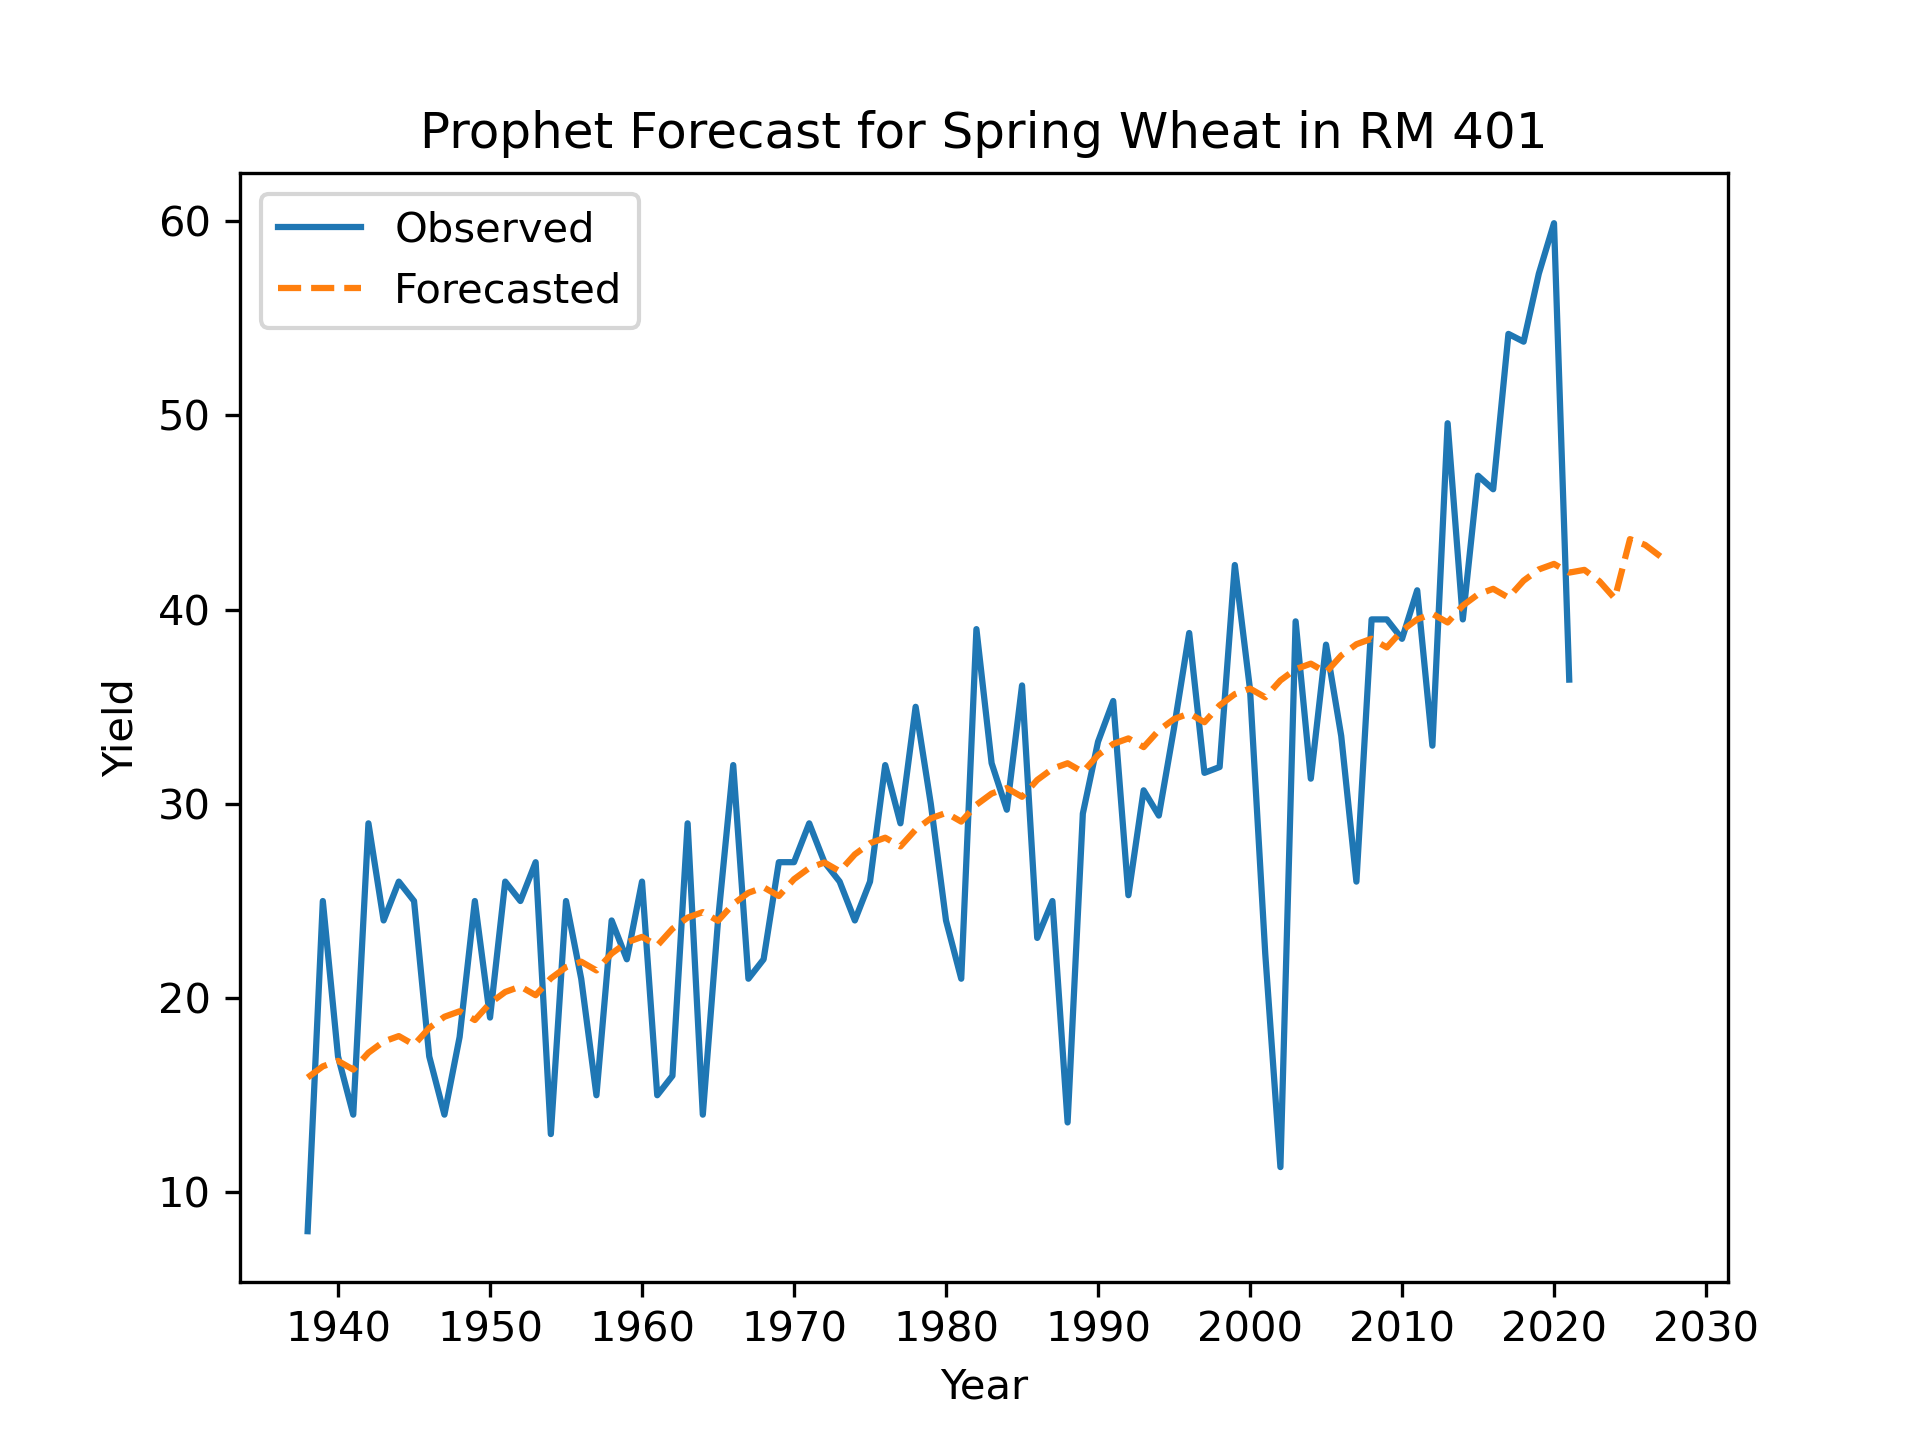 Prophet Forecast for Spring Wheat in RM 401
Observed
Forecasted
60
50
40
30
20
10
Yield
1940 1950 1960 1970 1980 1990 2000 2010 2020 2030
Year